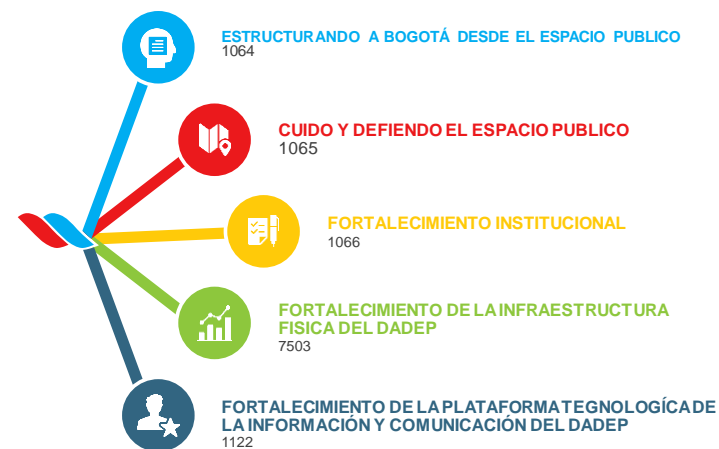 ESTRUCTURANDO A BOGOTÁ DESDE EL ESPACIO PUBLICO
1064
CUIDO Y DEFIENDO EL ESPACIO PUBLICO
1065
FORTALECIMIENTO INSTITUCIONAL
1066
FORTALECIMIENTO DE LA INFRAESTRUCTURA
FISICA DEL DADEP
7503
FORTALECIMIENTO DE LA PLATAFORMA TEGNOLOGÍCA DE
LA INFORMACIÓN Y COMUNICACIÓN DEL DADEP
1122